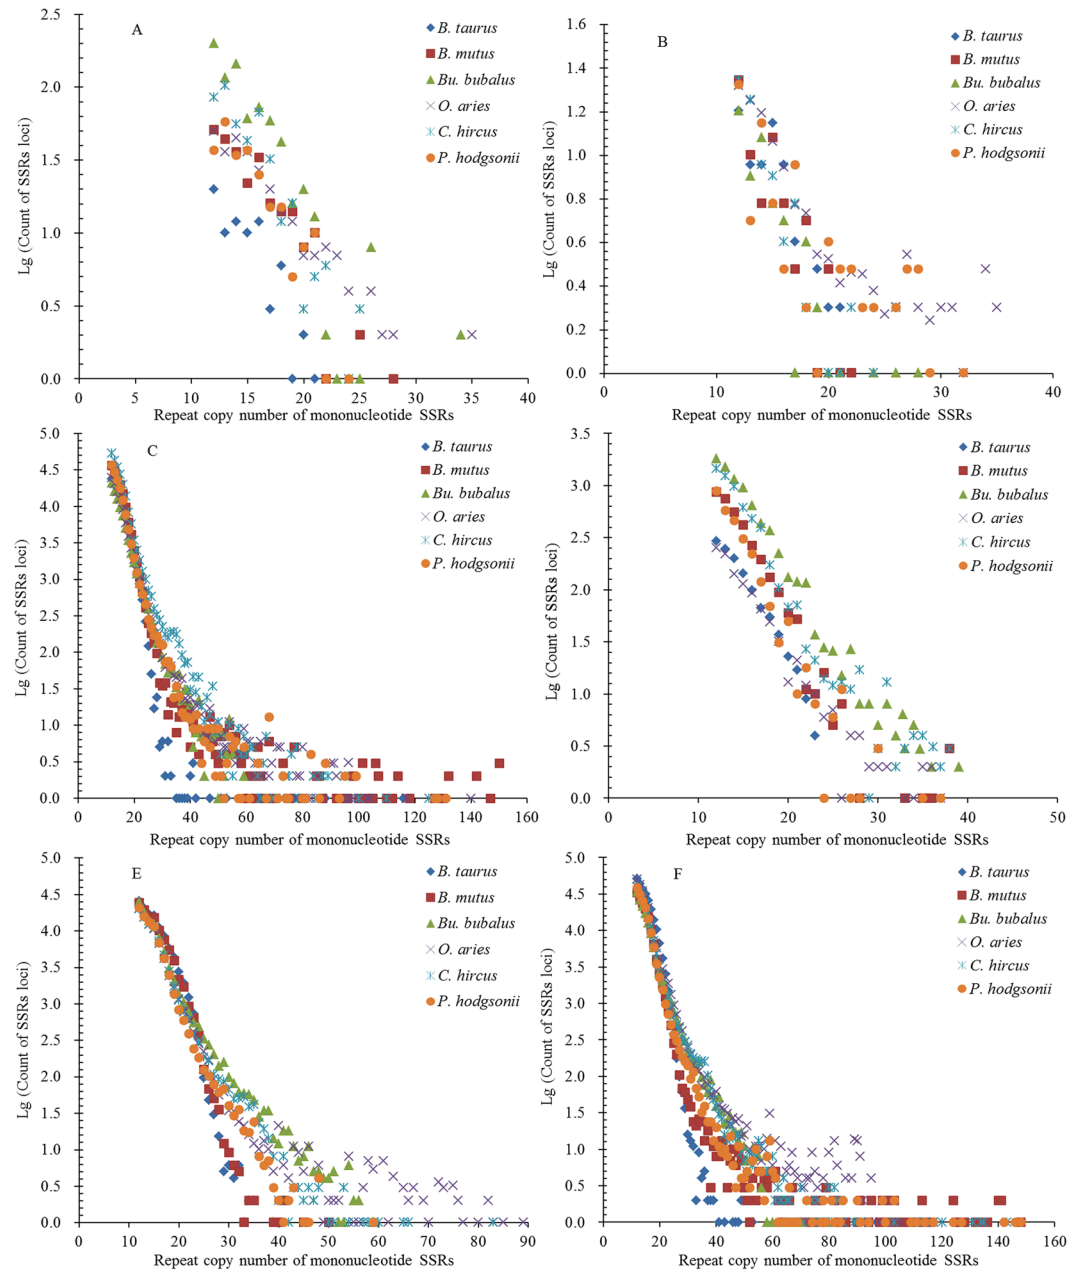 A
B. taurus
B. mutus
Bu. bubalus
O. aries
C. hircus
P. hodgsonii
Lg (Count of SSRs loci)
2.5
2.0
1.5
1.0
0.5
0.0
0 5 10 15 20 25 30 35 40
Repeat copy number of mononucleotide SSRs
B
B. taurus
B. mutus
Bu. bubalus
O. aries
C. hircus
P. hodgsonii
Lg (Count of SSRs loci)
1.6
1.4
1.2
1.0
0.8
0.6
0.4
0.2
0.0
0 10 20 30 40
Repeat copy number of mononucleotide SSRs
C
B. taurus
B. mutus
Bu. bubalus
O. aries
C. hircus
P. hodgsonii
Lg (Count of SSRs loci)
5.0
4.5
4.0
3.5
3.0
2.5
2.0
1.5
1.0
0.5
0.0
0 20 40 60 80 100 120 140 160
Repeat copy number of mononucleotide SSRs
B. taurus
B. mutus
Bu. bubalus
O. aries
C. hircus
P. hodgsonii
Lg (Count of SSRs loci)
3.5
3.0
2.5
2.0
1.5
1.0
0.5
0.0
0 10 20 30 40 50
Repeat copy number of mononucleotide SSRs
E
B. taurus
B. mutus
Bu. bubalus
O. aries
C. hircus
P. hodgsonii
Lg (Count of SSRs loci)
5.0
4.5
4.0
3.5
3.0
2.5
2.0
1.5
1.0
0.5
0.0
0 10 20 30 40 50 60 70 80 90
Repeat copy number of mononucleotide SSRs
F
B. taurus
B. mutus
Bu. bubalus
O. aries
C. hircus
P. hodgsonii
Lg (Count of SSRs loci)
5.0
4.5
4.0
3.5
3.0
2.5
2.0
1.5
1.0
0.5
0.0
0 20 40 60 80 100 120 140 160
Repeat copy number of mononucleotide SSRs